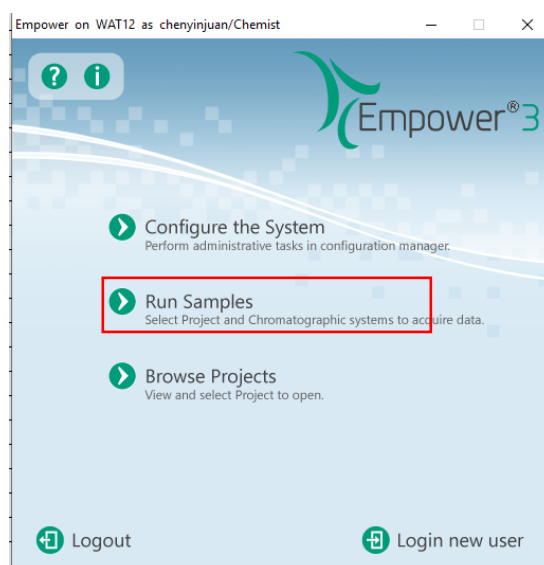 Empower on WAT12 as chenyinjuan/Chemist
? i
Empower®3
Configure the System
Perform administrative tasks in configuration manager.
Run Samples
Select Project and Chromatographic systems to acquire data.
Browse Projects
View and select Project to open.
Logout
Login new user